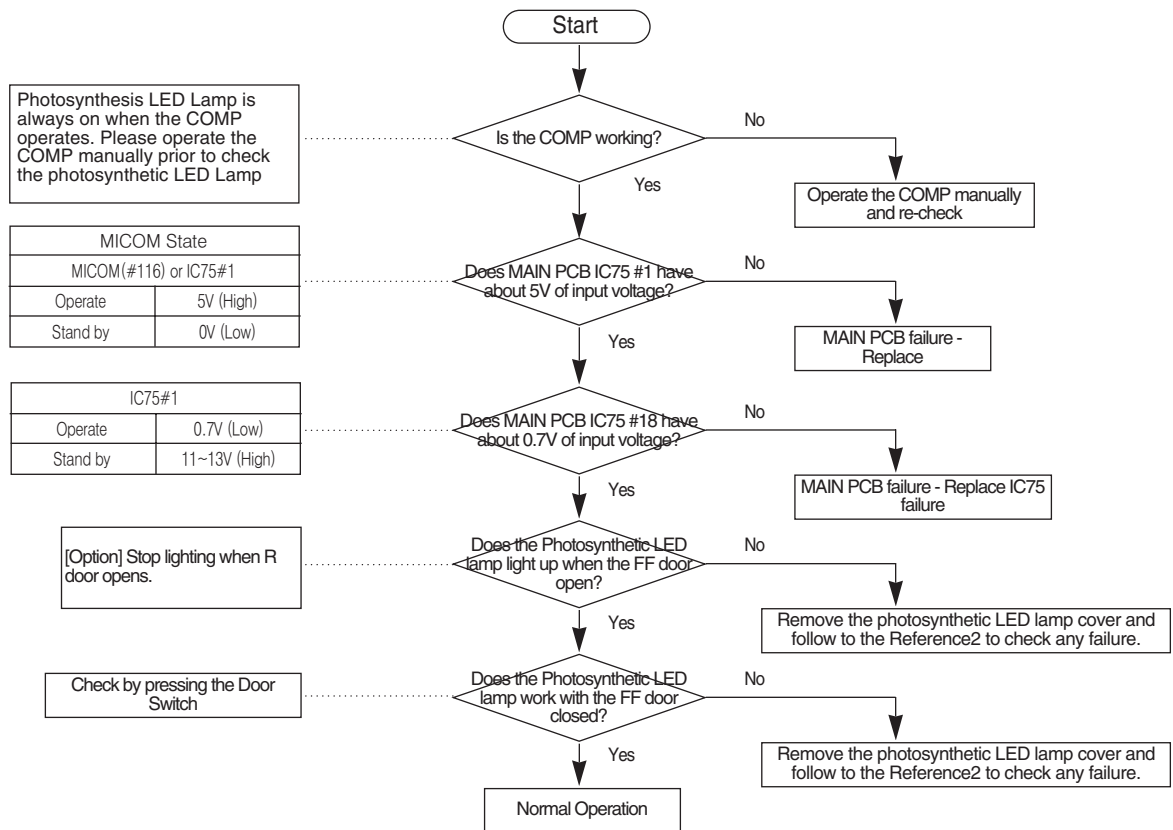 Start
Photosynthesis LED Lamp is
always on when the COMP
operates. Please operate the
COMP manually prior to check
the photosynthetic LED Lamp
Is the COMP working?
No
Yes
Operate the COMP manually
and re-check
MICOM State
MICOM(#116) or IC75#1
Operate 5V (High)
Stand by 0V (Low)
Does MAIN PCB IC75 #1 have
about 5V of input voltage?
No
Yes
MAIN PCB failure -
Replace
IC75#1
Operate 0.7V (Low)
Stand by 11~13V (High)
Does MAIN PCB IC75 #18 have
about 0.7V of input voltage?
No
Yes
MAIN PCB failure - Replace IC75
failure
[Option] Stop lighting when R
door opens.
Does the Photosynthetic LED
lamp light up when the FF door
open?
No
Yes
Remove the photosynthetic LED lamp cover and
follow to the Reference2 to check any failure.
Check by pressing the Door
Switch
Does the Photosynthetic LED
lamp work with the FF door
closed?
No
Yes
Remove the photosynthetic LED lamp cover and
follow to the Reference2 to check any failure.
Normal Operation